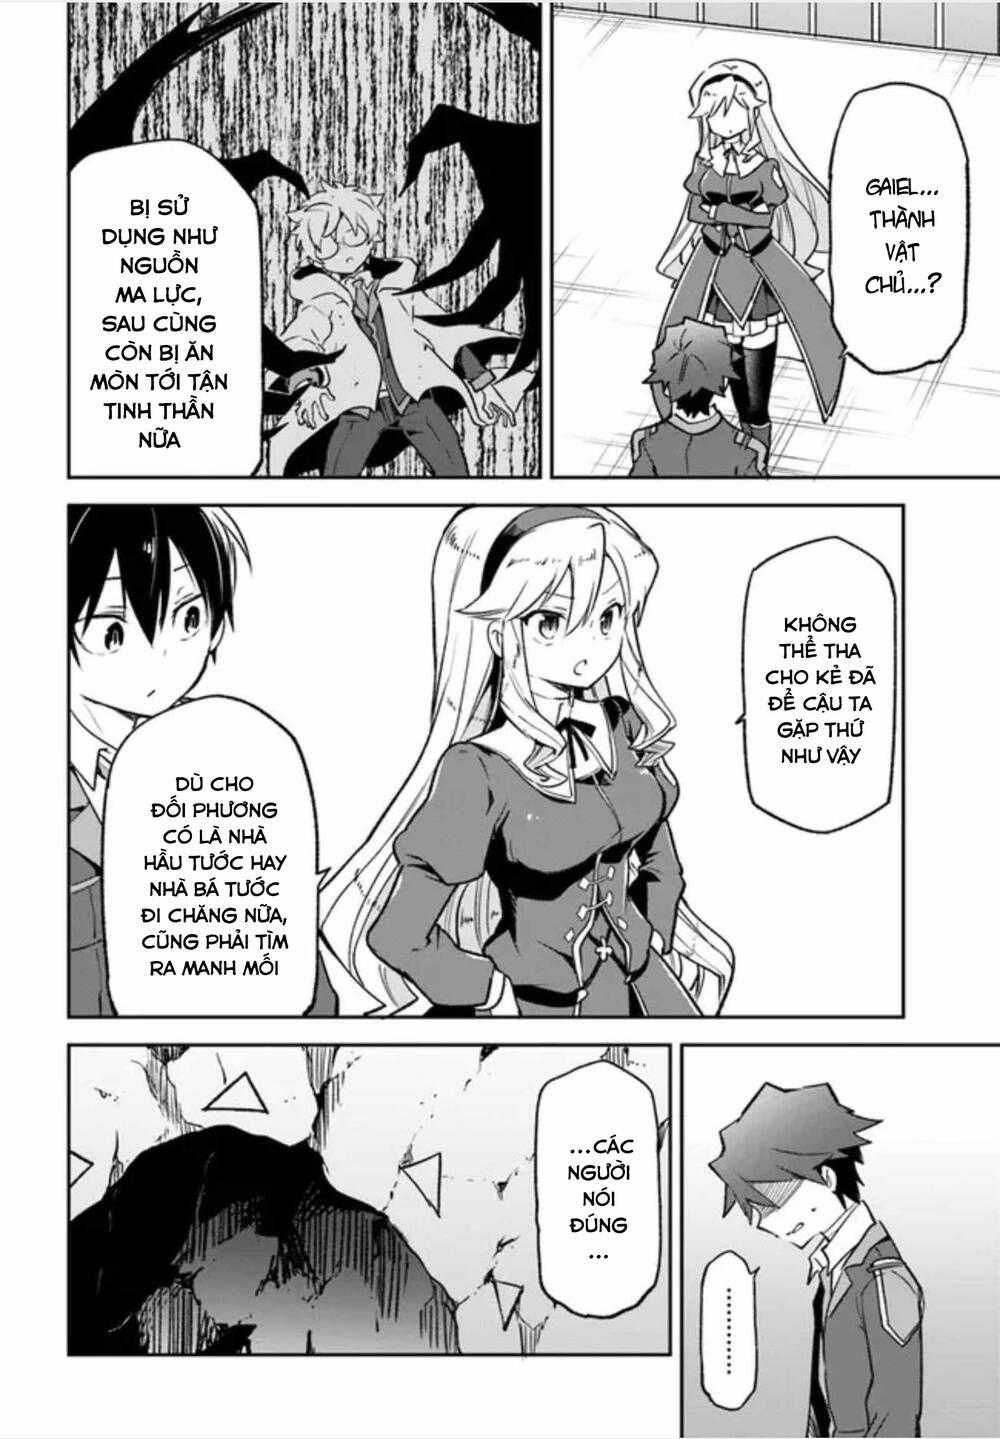 GAIEL...
THÀNH
VẬT
CHỦ...?
BỊ SỬ
DỤNG NHƯ
NGUỒN
MA LỰC,
SAU CÙNG
CÒN BỊ ĂN
MÒN TỚI TẬN
TINH THẦN
NỮA
KHÔNG
THỂ THA
CHO KẺ ĐÃ
ĐỂ CẬU TA
GẶP THỨ
NHƯ VẬY
DÙ CHO
ĐỐI PHƯƠNG
CÓ LÀ NHÀ
HẦU TƯỚC HAY
NHÀ BÁ TƯỚC
ĐI CHĂNG NỮA,
CŨNG PHẢI TÌM
RA MANH MỐI
..........
...CÁC
NGƯỜI
NÓI
ĐÚNG
...